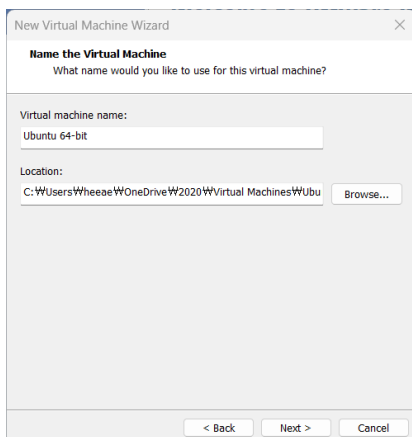 New Virtual Machine Wizard
Name the Virtual Machine
What name would you like to use for this virtual machine?
Virtual machine name:
Ubuntu 64-bit
Location:
C:₩Users₩heeae₩OneDrive₩2020₩Virtual Machines₩Ubu
Browse...
< Back Next > Cancel